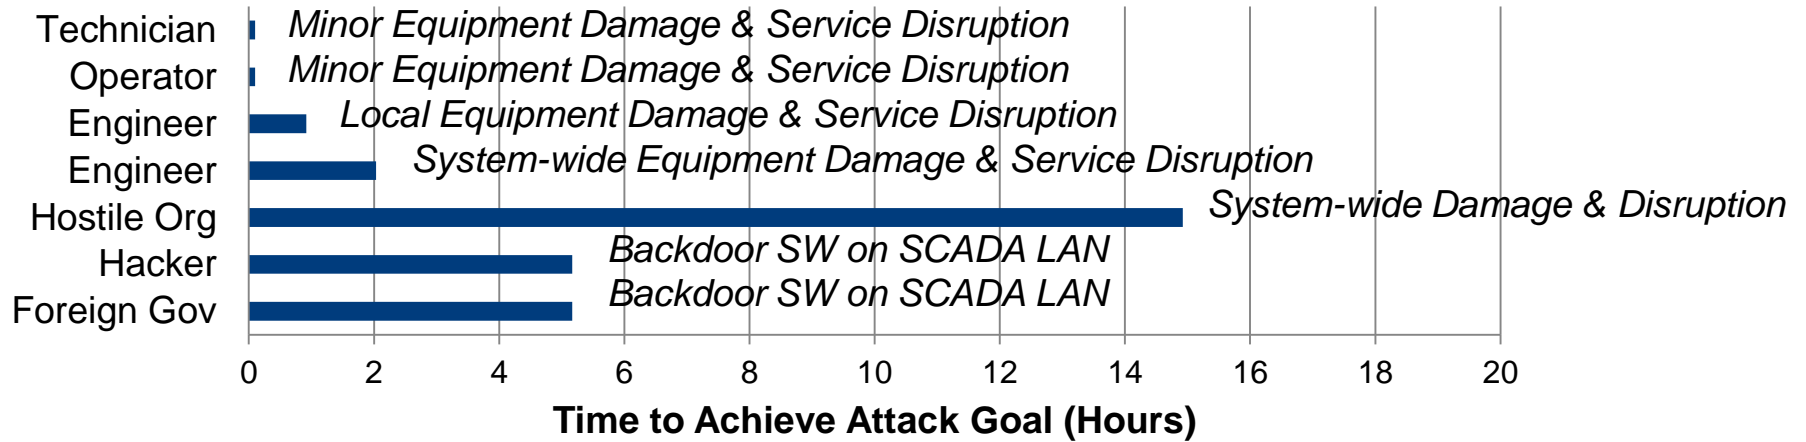 Technician Minor Equipment Damage & Service Disruption
Operator Minor Equipment Damage & Service Disruption
Engineer Local Equipment Damage & Service Disruption
Engineer System-wide Equipment Damage & Service Disruption
Hostile Org System-wide Damage & Disruption
Hacker Backdoor SW on SCADA LAN
Foreign Gov Backdoor SW on SCADA LAN
0 2 4 6 8 10 12 14 16 18 20
Time to Achieve Attack Goal (Hours)